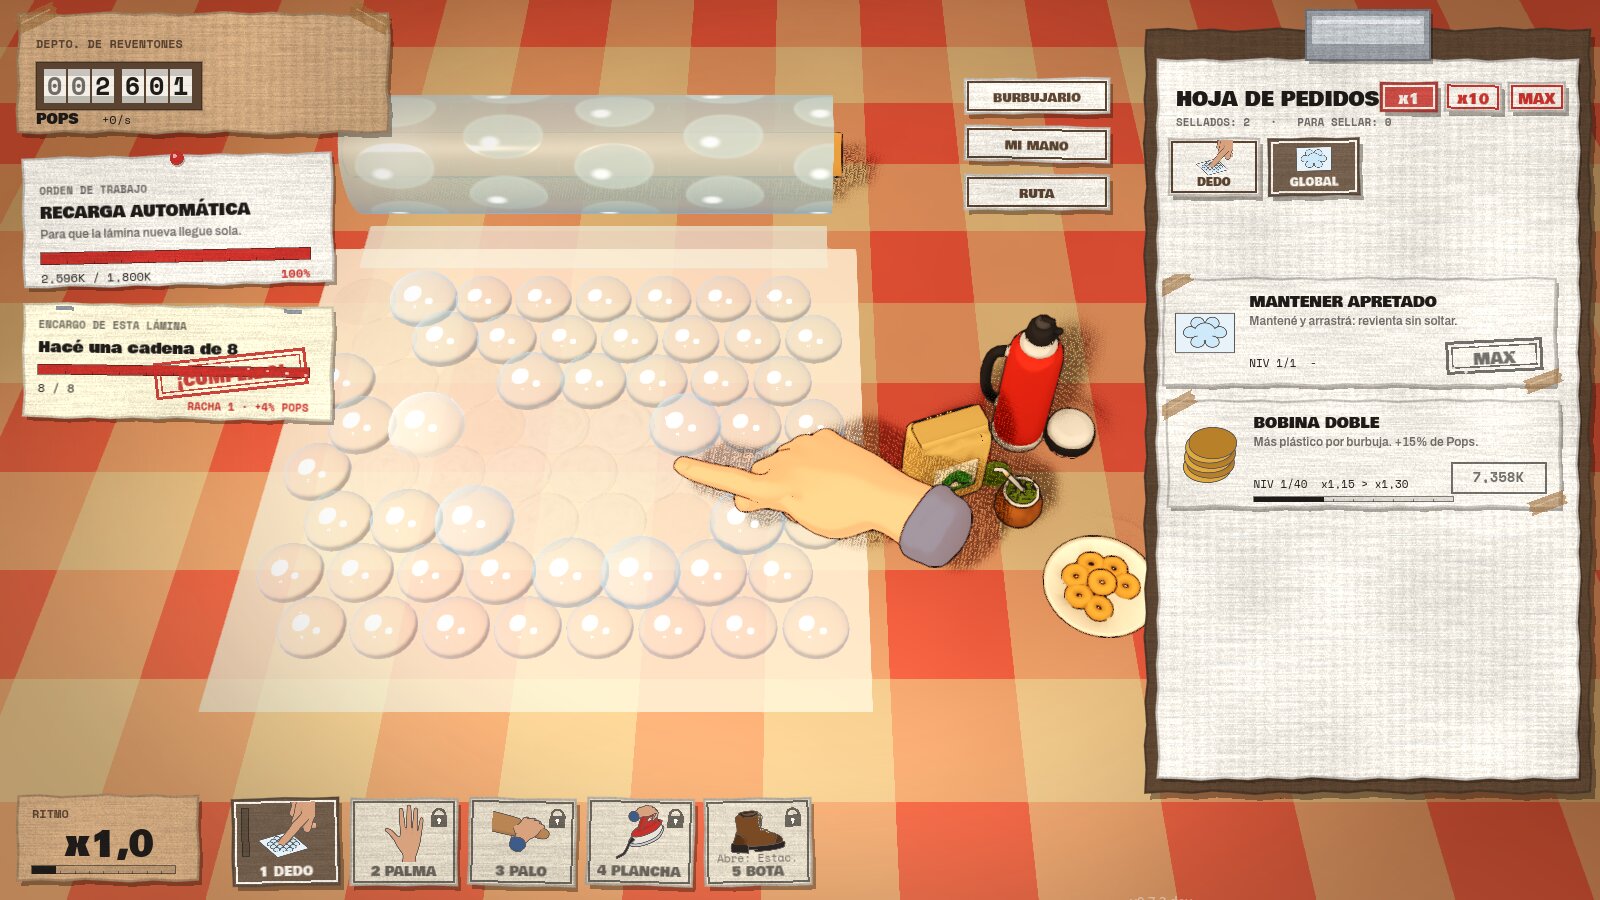 DEPTO. DE REVENTONES
002601
POPS +0/s
ORDEN DE TRABAJO
RECARGA AUTOMÁTICA
Para que la lámina nueva llegue sola.
2.596K / 1.800K 100%
ENCARGO DE ESTA LÁMINA
Hacé una cadena de 8
8 / 8
RACHA 1 · +4% POPS
BURBUJARIO
MI MANO
RUTA
HOJA DE PEDIDOS
x1 x10 MAX
SELLADOS: 2 · PARA SELLAR: 0
DEDO GLOBAL
MANTENER APRETADO
Mantené y arrastrá: revienta sin soltar.
NIV 1/1 -
MAX
BOBINA DOBLE
Más plástico por burbuja. +15% de Pops.
NIV 1/40 x1,15 > x1,30
7.358K
RITMO
x1,0
1 DEDO
2 PALMA
3 PALO
4 PLANCHA
Abre: Estac.
5 BOTA